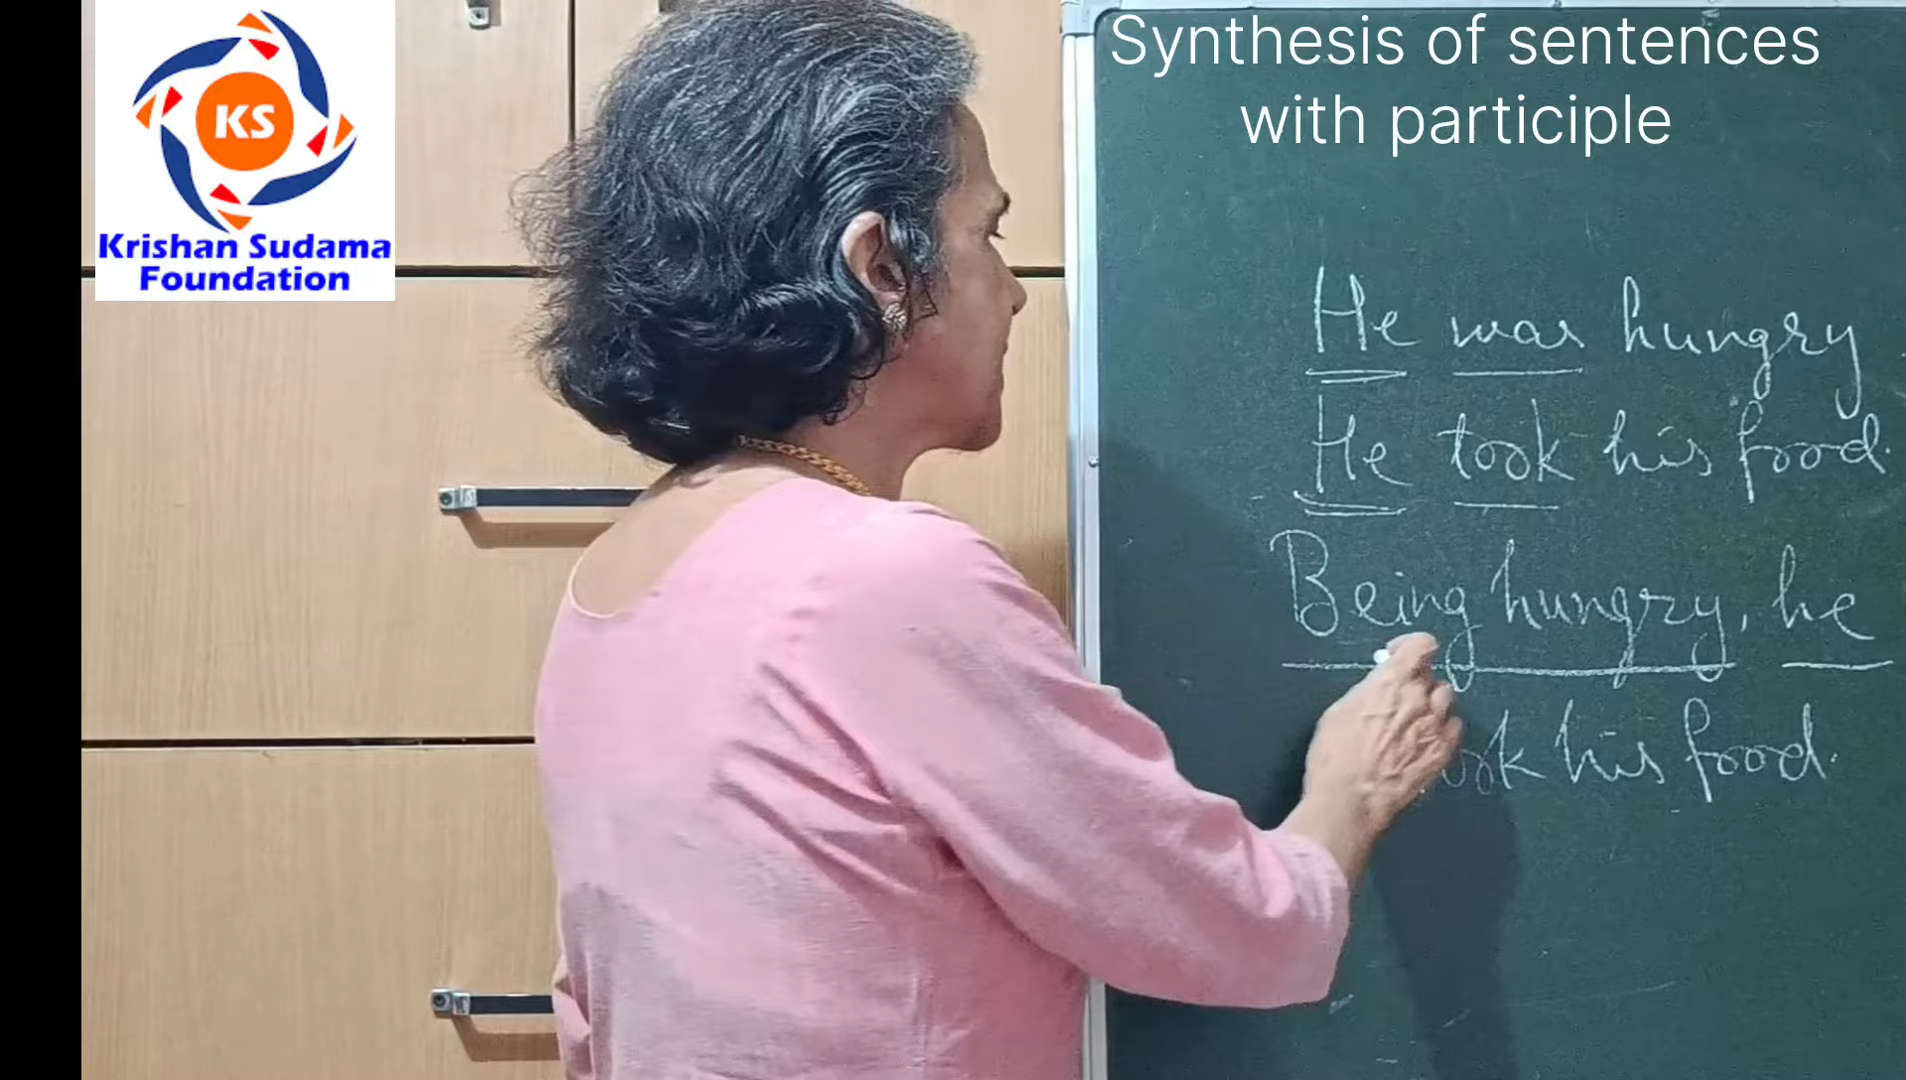 KS
Krishan Sudama
Foundation
Synthesis of sentences
with participle
He was hungry.
He took his food.
Being hungry, he
his food.